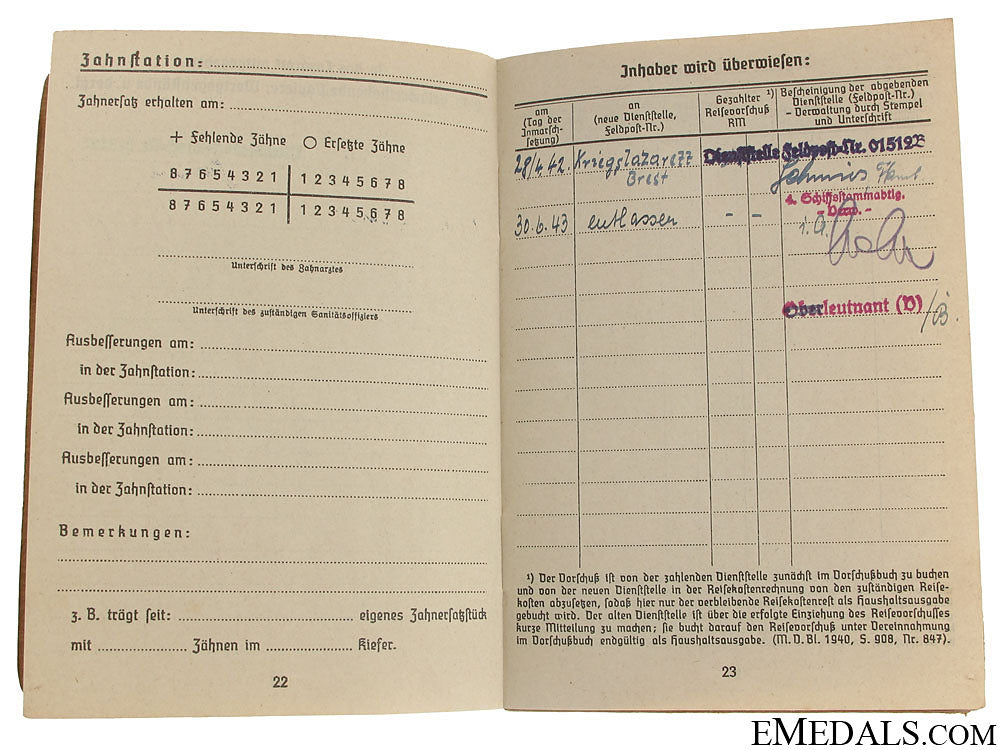 Zahnstation:
Zahnersatz erhalten am:
+ Fehlende Zähne O Ersetzte Zähne
8 7 6 5 4 3 2 1 1 2 3 4 5 6 7 8
8 7 6 5 4 3 2 1 1 2 3 4 5 6 7 8
Unterschrift des Zahnarztes
Unterschrift des zuständigen Sanitätsoffiziers
Ausbesserungen am:
in der Zahnstation:
Ausbesserungen am:
in der Zahnstation:
Ausbesserungen am:
in der Zahnstation:
Bemerkungen:
z. B. trägt seit: eigenes Zahnersatzstück
mit Zähnen im Kiefer.
22
Inhaber wird überwiesen:
am
(Tag der
Inmarsch-
setzung)
an
(neue Dienststelle,
Feldpost-Nr.)
Gezahlter ¹)
Reisevorschuß
RM
Bescheinigung der abgebenden
Dienststelle (Feldpost-Nr.)
- Verwaltung durch Stempel
und Unterschrift
28/4.42. Kriegslazarett Dienststelle Feldpost-Nr. 01512B
Brest
4. Schiffsstammabtlg.
- Verw. -
30.6.43 entlassen - - i.A.
Oberleutnant (V)
¹) Der Vorschuß ist von der zahlenden Dienststelle zunächst im Vorschußbuch zu buchen
und von der neuen Dienststelle in der Reisekostenrechnung von den zuständigen Reise-
kosten abzusetzen, sodaß hier nur der verbleibende Reisekostenrest als Haushaltsausgabe
gebucht wird. Der alten Dienststelle ist über die erfolgte Einziehung des Reisevorschusses
kurze Mitteilung zu machen; sie bucht darauf den Reisevorschuß unter Vereinnahmung
im Vorschußbuch endgültig als Haushaltsausgabe. (M. D. Bl. 1940, S. 908, Nr. 847).
23
EMEDALS.COM